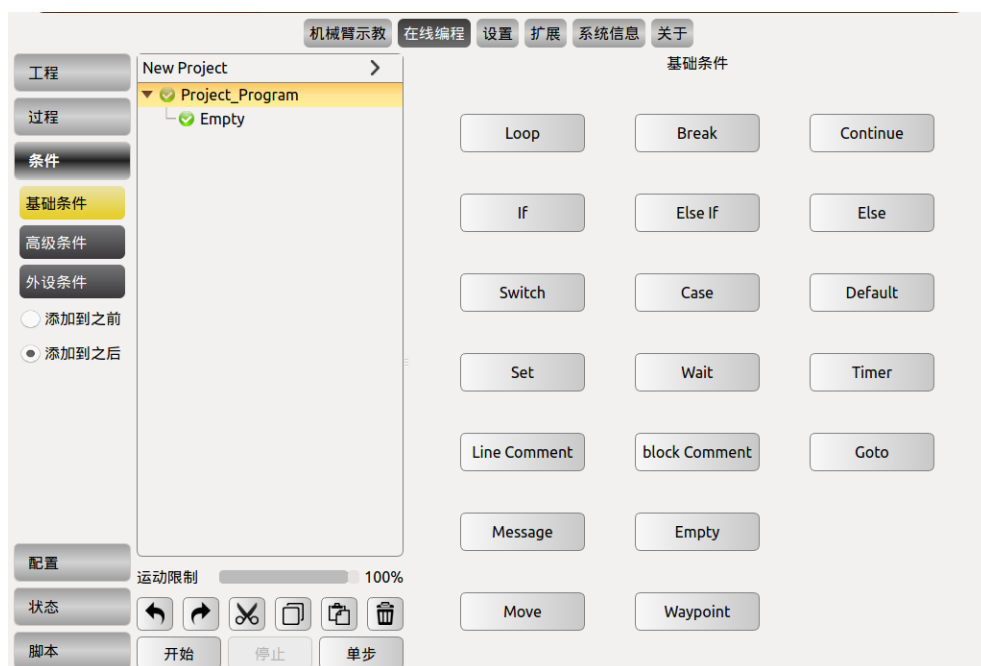 机械臂示教 在线编程 设置 扩展 系统信息 关于
工程
过程
条件
基础条件
高级条件
外设条件
添加到之前
添加到之后
配置
状态
脚本
New Project
Project_Program
Empty
运动限制 100%
开始 停止 单步
基础条件
Loop Break Continue
If Else If Else
Switch Case Default
Set Wait Timer
Line Comment block Comment Goto
Message Empty
Move Waypoint